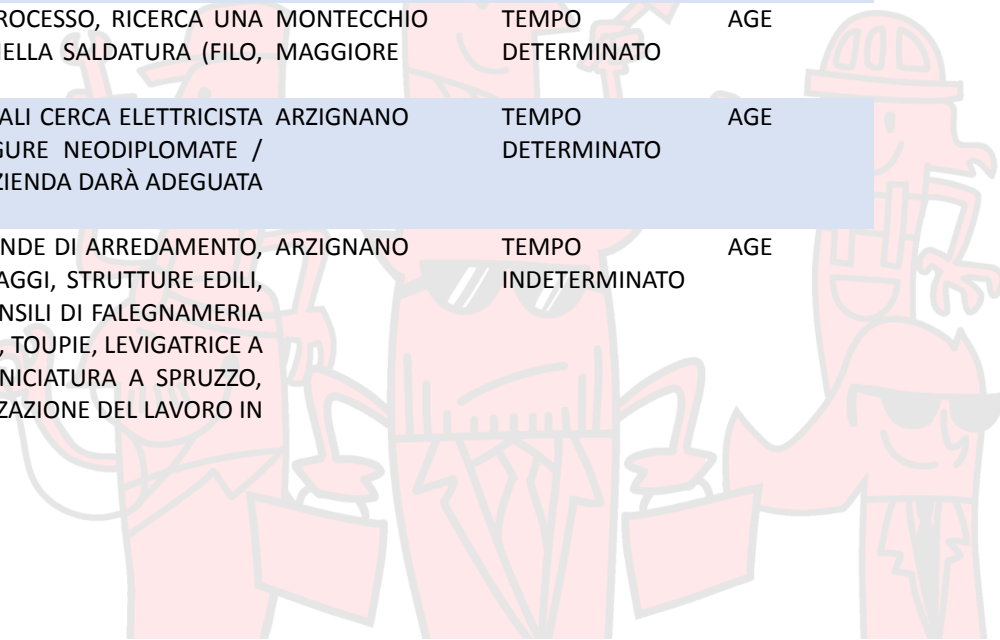 ROCESSO, RICERCA UNA MONTECCHIO TEMPO AGE
NELLA SALDATURA (FILO, MAGGIORE DETERMINATO
ALI CERCA ELETTRICISTA ARZIGNANO TEMPO AGE
GURE NEODIPLOMATE / DETERMINATO
ZIENDA DARÀ ADEGUATA
NDE DI ARREDAMENTO, ARZIGNANO TEMPO AGE
AGGI, STRUTTURE EDILI, INDETERMINATO
NSILI DI FALEGNAMERIA
, TOUPIE, LEVIGATRICE A
NICIATURA A SPRUZZO,
ZAZIONE DEL LAVORO IN